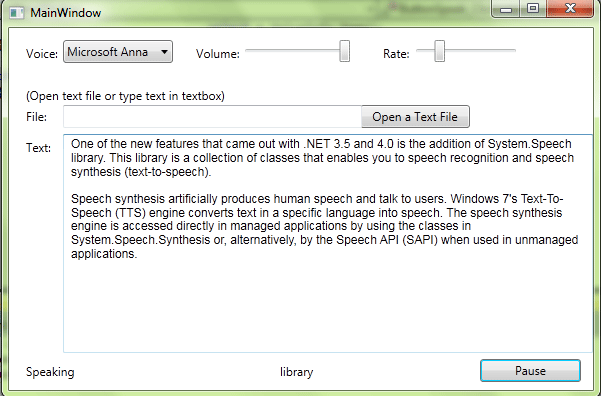 MainWindow
Voice: Microsoft Anna Volume: Rate:
(Open text file or type text in textbox)
File: Open a Text File
Text: One of the new features that came out with .NET 3.5 and 4.0 is the addition of System.Speech
library. This library is a collection of classes that enables you to speech recognition and speech
synthesis (text-to-speech).
Speech synthesis artificially produces human speech and talk to users. Windows 7's Text-To-
Speech (TTS) engine converts text in a specific language into speech. The speech synthesis
engine is accessed directly in managed applications by using the classes in
System.Speech.Synthesis or, alternatively, by the Speech API (SAPI) when used in unmanaged
applications.
Speaking library Pause